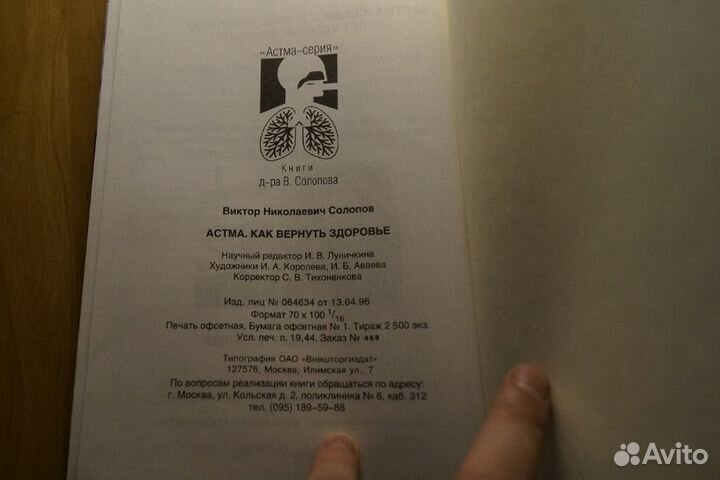 «Астма-серия»
Книги
д-ра В. Солопова
Виктор Николаевич Солопов
АСТМА. КАК ВЕРНУТЬ ЗДОРОВЬЕ
Научный редактор И. В. Луничкина
Художники И. А. Королева, И. Б. Аваева
Корректор С. В. Тихоненкова
Изд. лиц № 064634 от 13.04.96
Формат 70 х 100 1/16
Печать офсетная. Бумага офсетная № 1. Тираж 2 500 экз.
Усл. печ. л. 19,44. Заказ № 468
Типография ОАО «Внешторгиздат»
127576, Москва, Илимская ул., 7
По вопросам реализации книги обращаться по адресу:
г. Москва, ул. Кольская д. 2, поликлиника № 6, каб. 312
тел. (095) 189-59-88
Avito